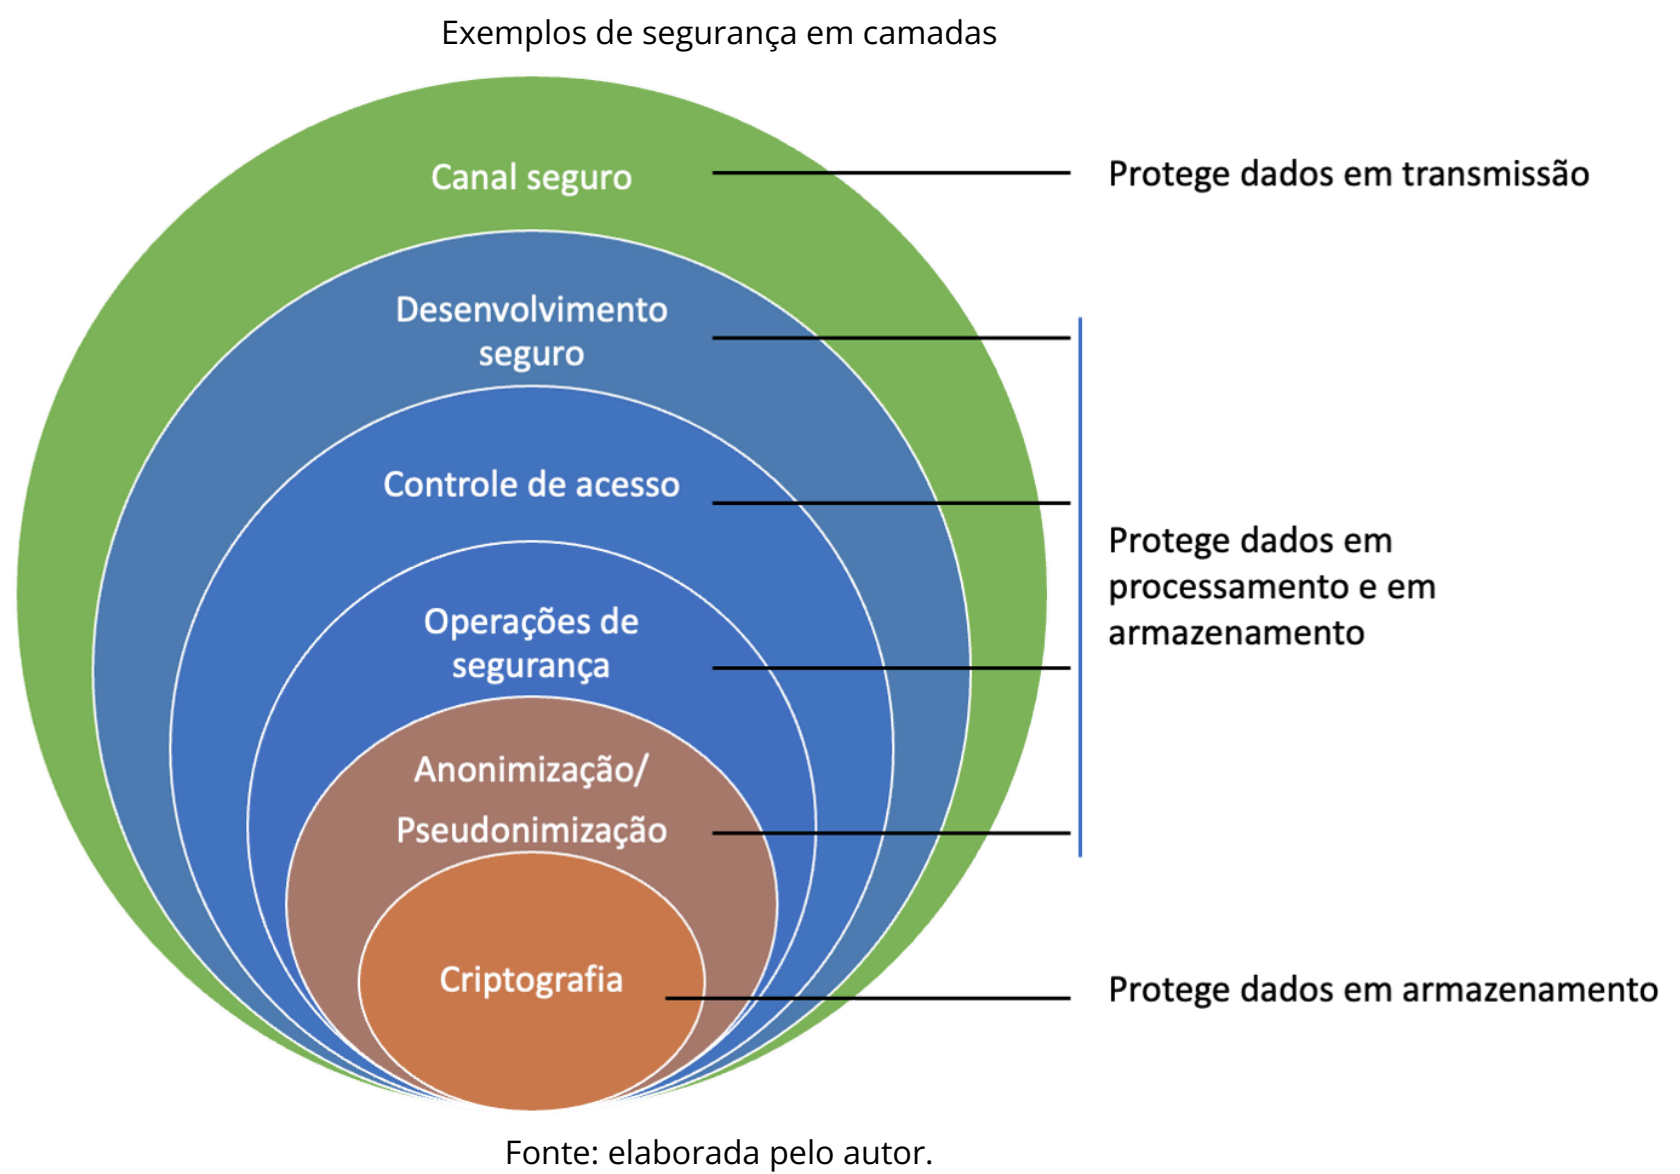 Exemplos de segurança em camadas
Canal seguro
Protege dados em transmissão
Desenvolvimento
seguro
Controle de acesso
Operações de
segurança
Anonimização/
Pseudonimização
Protege dados em
processamento e em
armazenamento
Criptografia
Protege dados em armazenamento
Fonte: elaborada pelo autor.